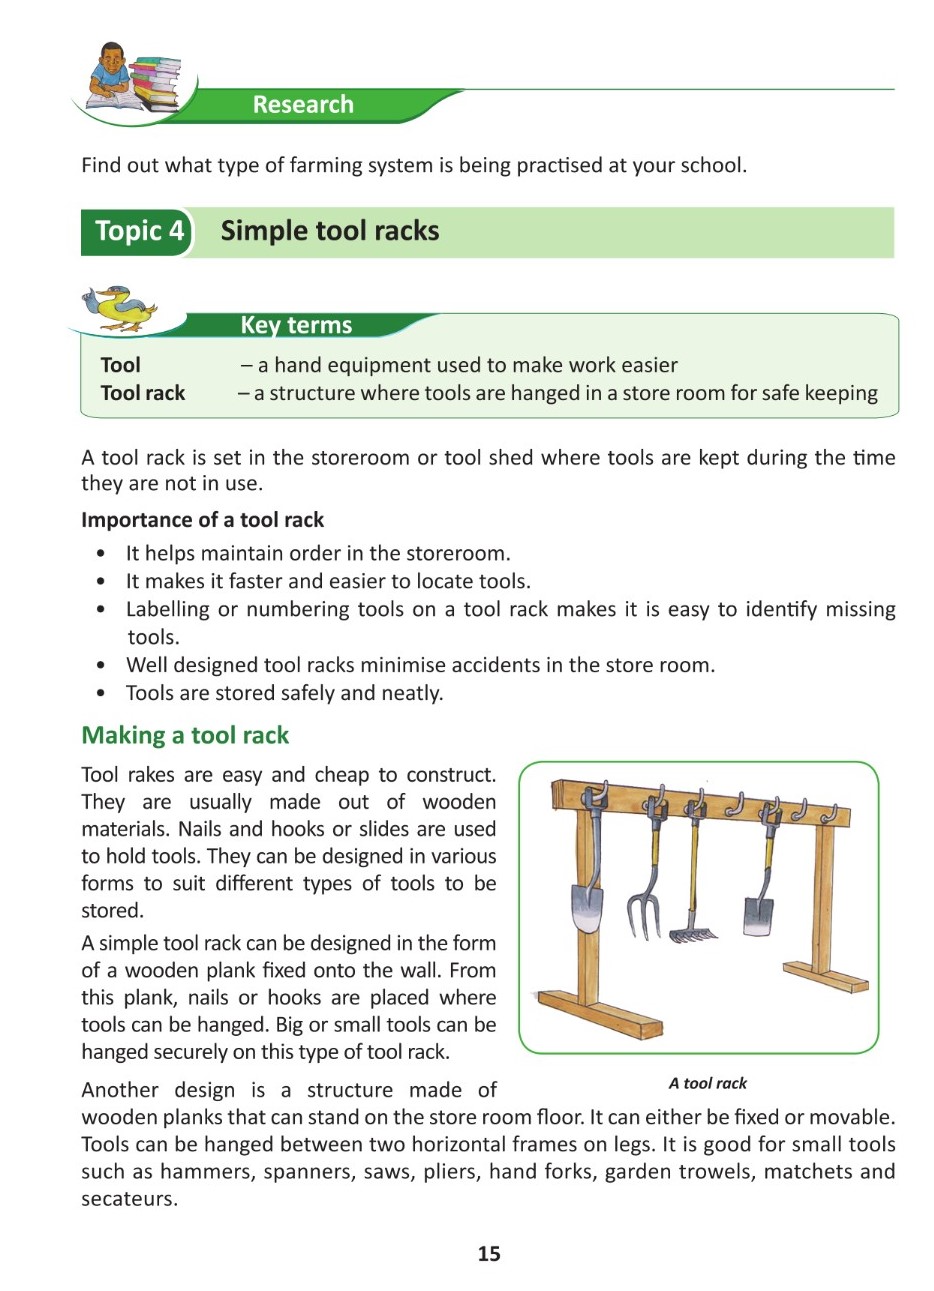 Research
Find out what type of farming system is being practised at your school.
Topic 4 Simple tool racks
Key terms
Tool – a hand equipment used to make work easier
Tool rack – a structure where tools are hanged in a store room for safe keeping
A tool rack is set in the storeroom or tool shed where tools are kept during the time
they are not in use.
Importance of a tool rack
• It helps maintain order in the storeroom.
• It makes it faster and easier to locate tools.
• Labelling or numbering tools on a tool rack makes it is easy to identify missing
tools.
• Well designed tool racks minimise accidents in the store room.
• Tools are stored safely and neatly.
Making a tool rack
Tool rakes are easy and cheap to construct.
They are usually made out of wooden
materials. Nails and hooks or slides are used
to hold tools. They can be designed in various
forms to suit different types of tools to be
stored.
A simple tool rack can be designed in the form
of a wooden plank fixed onto the wall. From
this plank, nails or hooks are placed where
tools can be hanged. Big or small tools can be
hanged securely on this type of tool rack.
A tool rack
Another design is a structure made of
wooden planks that can stand on the store room floor. It can either be fixed or movable.
Tools can be hanged between two horizontal frames on legs. It is good for small tools
such as hammers, spanners, saws, pliers, hand forks, garden trowels, matchets and
secateurs.
15